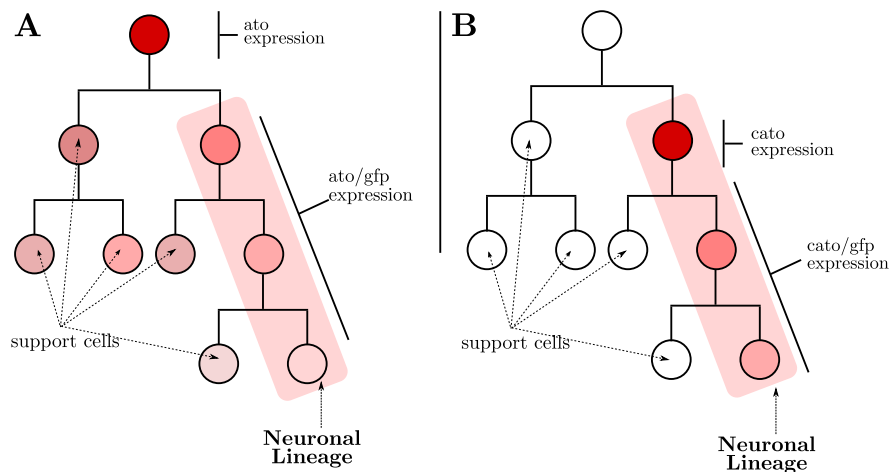 A
ato
expression
ato/gfp
expression
support cells
Neuronal
Lineage
B
cato
expression
cato/gfp
expression
support cells
Neuronal
Lineage